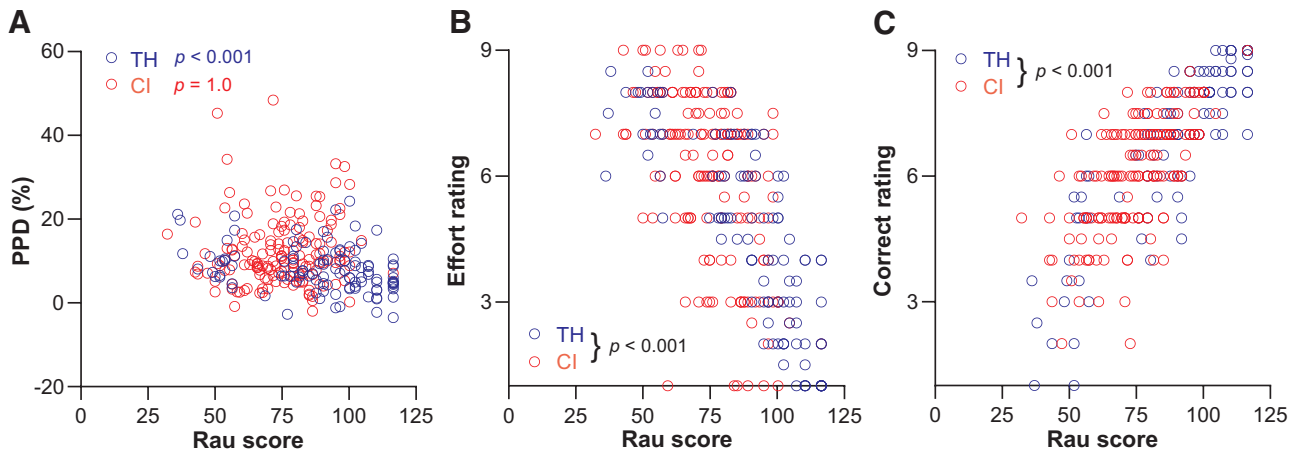 A
PPD (%)
60
40
20
0
-20
TH p < 0.001
CI p = 1.0
0 25 50 75 100 125
Rau score
B
Effort rating
9
6
3
TH
CI
} p < 0.001
0 25 50 75 100 125
Rau score
C
Correct rating
9
6
3
TH
CI
} p < 0.001
0 25 50 75 100 125
Rau score